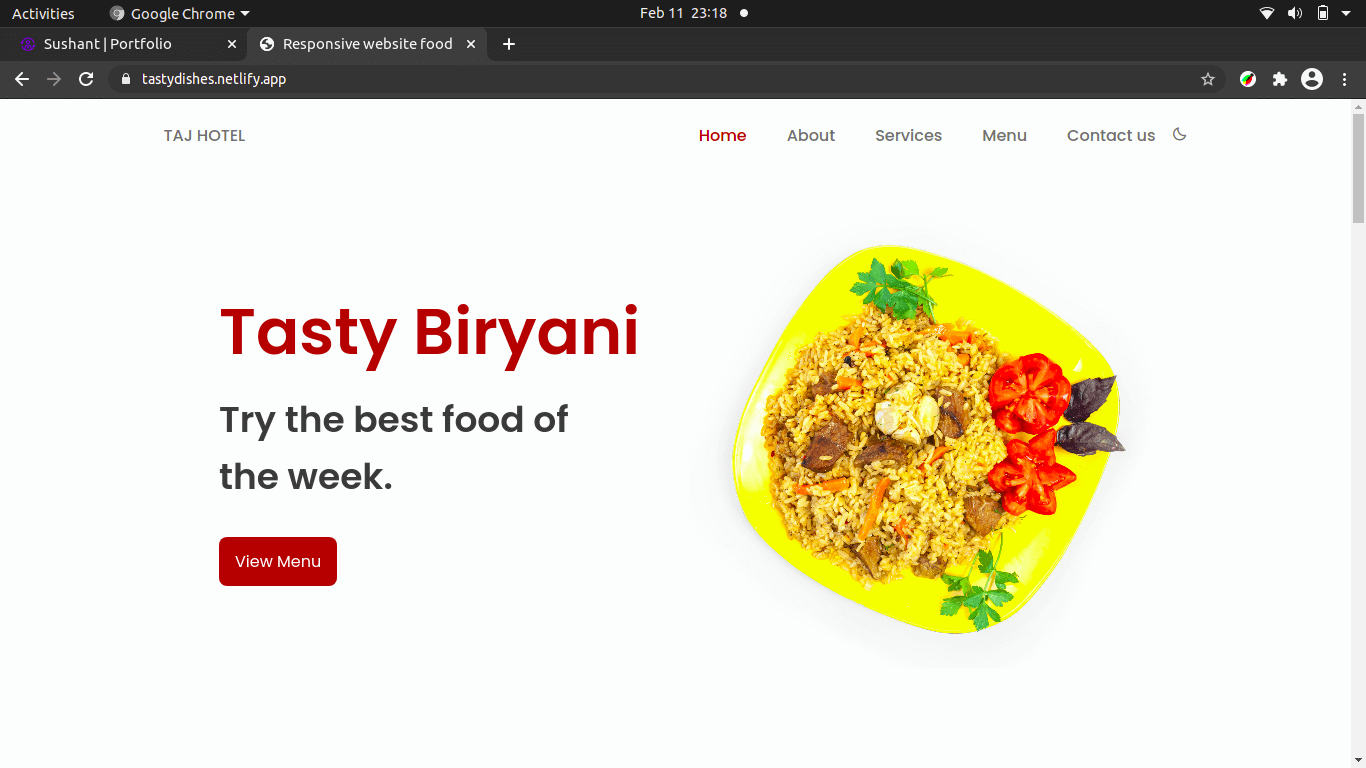 Activities Google Chrome Feb 11 23:18
Sushant | Portfolio Responsive website food
tastydishes.netlify.app
TAJ HOTEL Home About Services Menu Contact us
Tasty Biryani
Try the best food of
the week.
View Menu